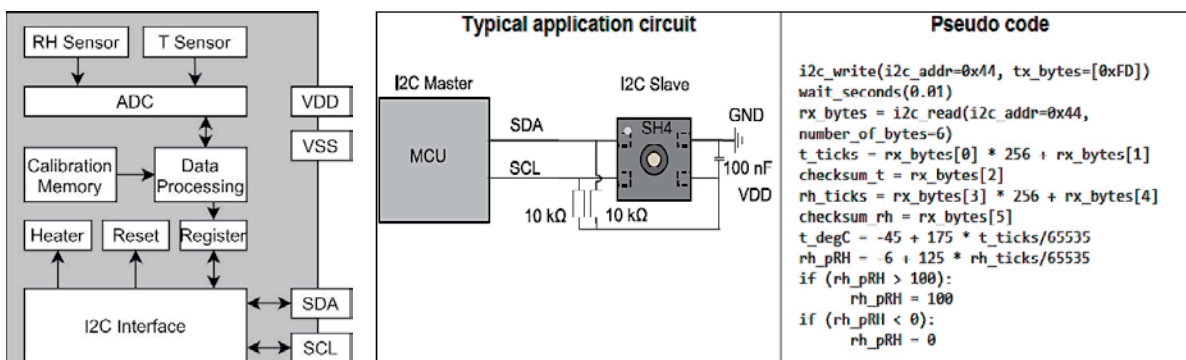 RH Sensor
T Sensor
ADC
VDD
VSS
Calibration
Memory
Data
Processing
Heater
Reset
Register
I2C Interface
SDA
SCL
Typical application circuit
I2C Master
I2C Slave
MCU
SDA
SCL
SH4
GND
100 nF
VDD
10 kΩ
10 kΩ
Pseudo code
i2c_write(i2c_addr=0x44, tx_bytes=[0xFD])
wait_seconds(0.01)
rx_bytes = i2c_read(i2c_addr=0x44,
number_of_bytes=6)
t_ticks = rx_bytes[0] * 256 + rx_bytes[1]
checksum_t = rx_bytes[2]
rh_ticks = rx_bytes[3] * 256 + rx_bytes[4]
checksum_rh = rx_bytes[5]
t_degC = -45 + 175 * t_ticks/65535
rh_pRH = -6 + 125 * rh_ticks/65535
if (rh_pRH > 100):
rh_pRH = 100
if (rh_pRH < 0):
rh_pRH = 0